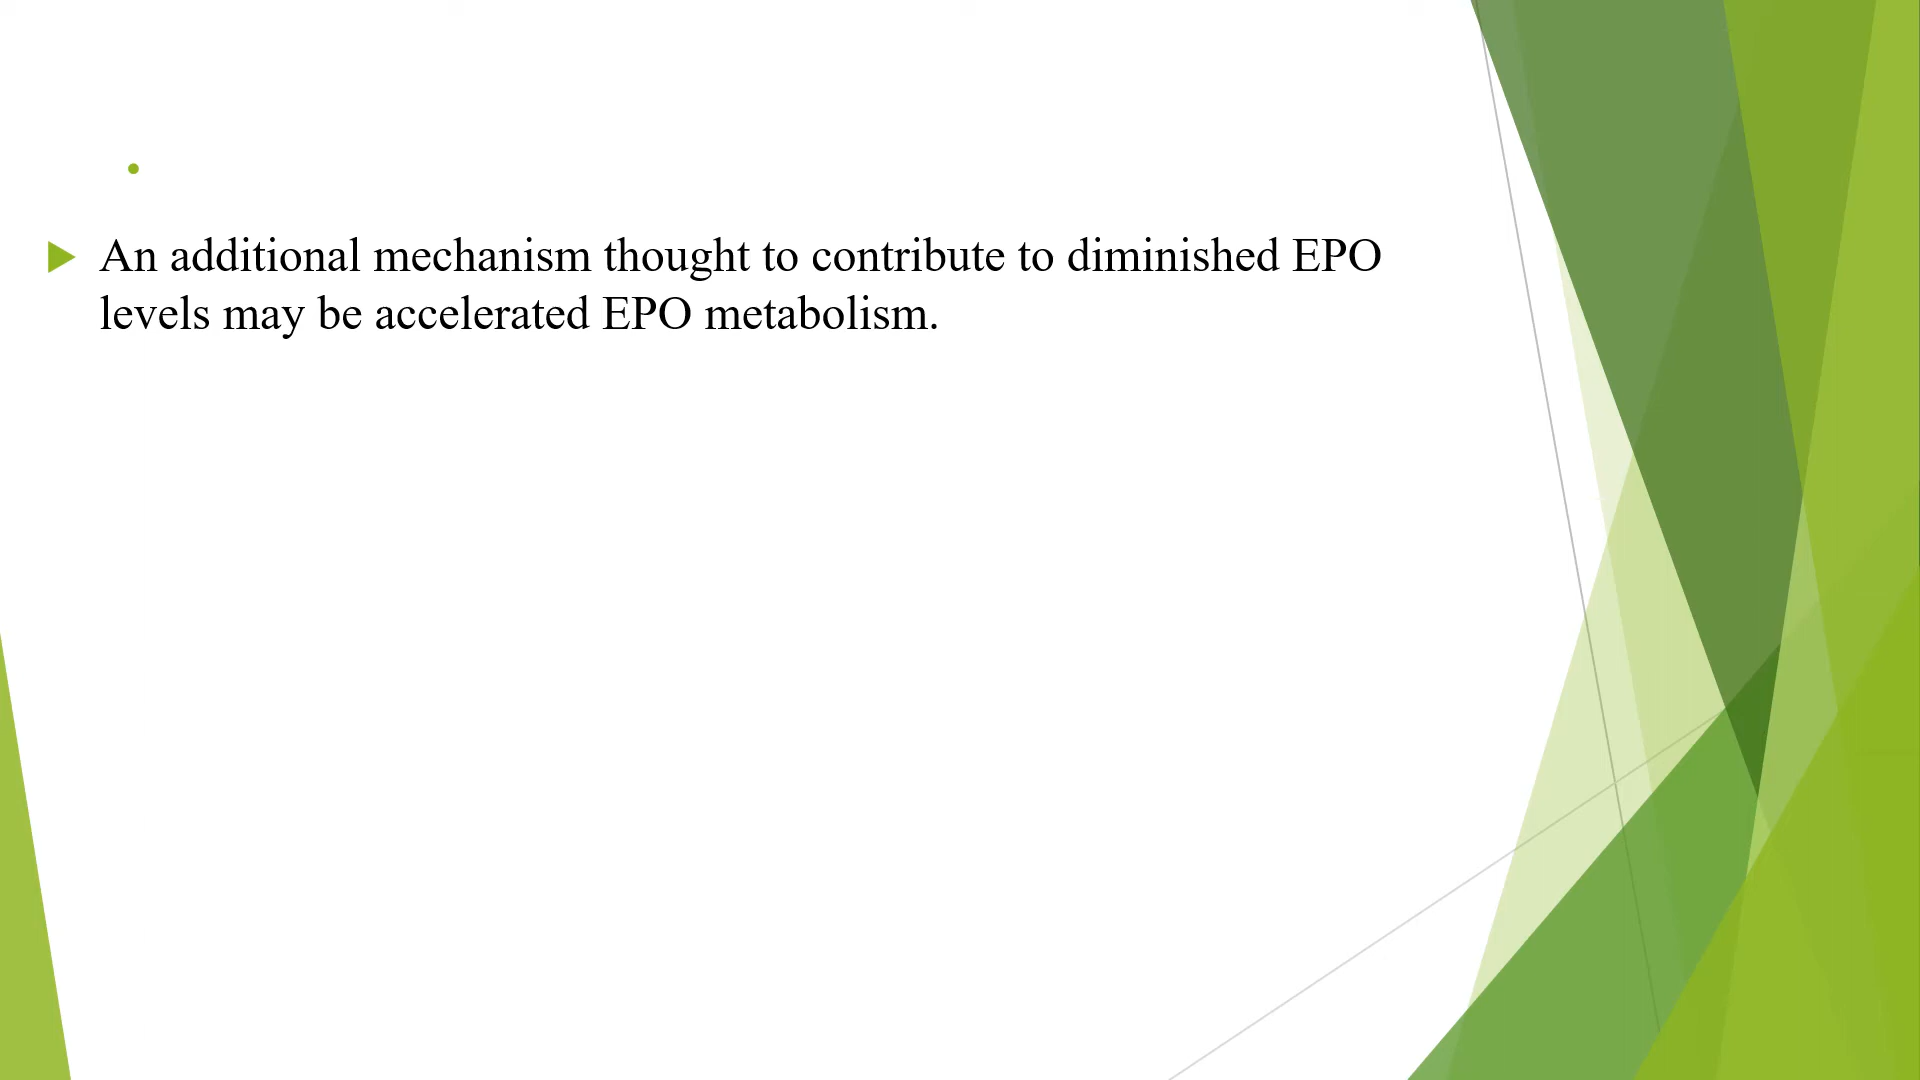 .
An additional mechanism thought to contribute to diminished EPO
levels may be accelerated EPO metabolism.